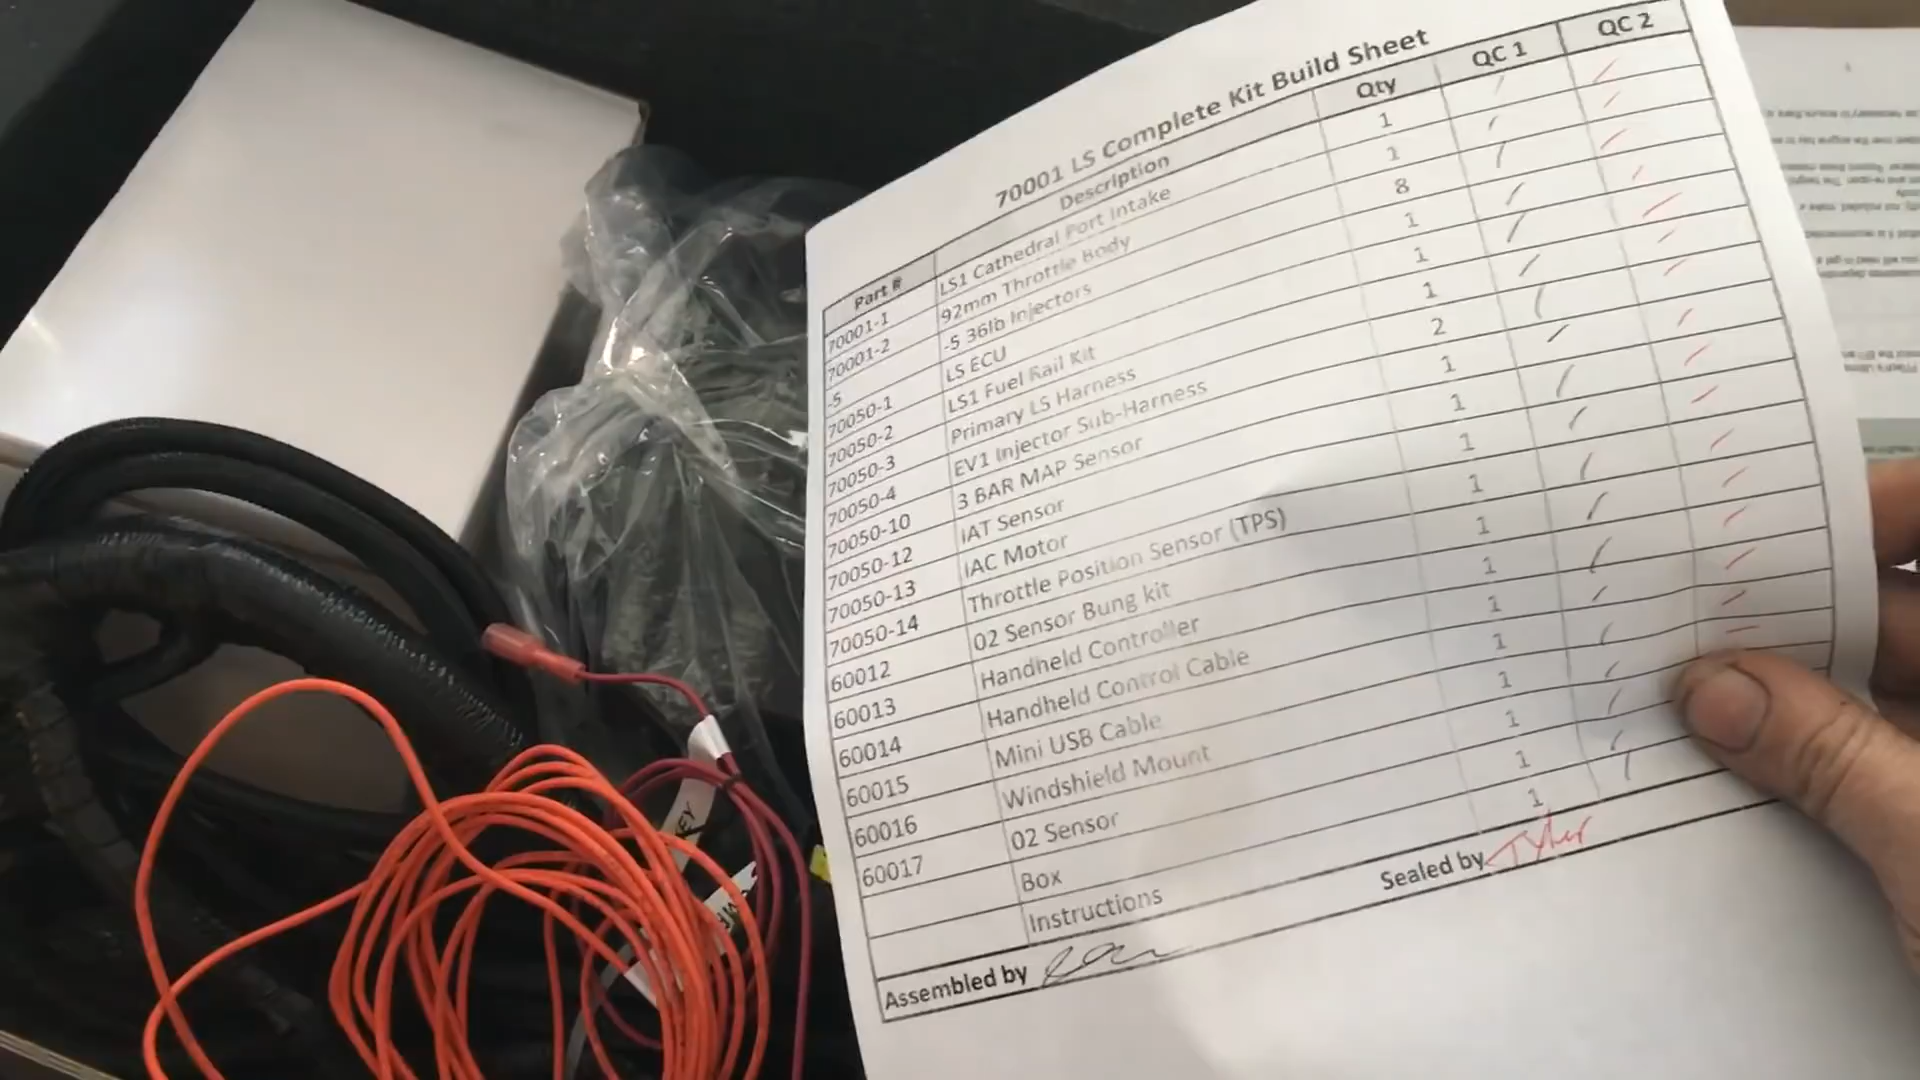 70001 LS Complete Kit Build Sheet
Part # Description Qty QC 1 QC 2
70001-1 LS1 Cathedral Port Intake 1
70001-2 92mm Throttle Body 1
-5 -5 36lb Injectors 8
70050-1 LS ECU 1
70050-2 LS1 Fuel Rail Kit 1
70050-3 Primary LS Harness 1
70050-4 EV1 Injector Sub-Harness 2
70050-10 3 BAR MAP Sensor 1
70050-12 IAT Sensor 1
70050-13 IAC Motor 1
70050-14 Throttle Position Sensor (TPS) 1
60012 02 Sensor Bung kit 1
60013 Handheld Controller 1
60014 Handheld Control Cable 1
60015 Mini USB Cable 1
60016 Windshield Mount 1
60017 02 Sensor 1
Box 1
Instructions 1
Assembled by Sealed by Tyler